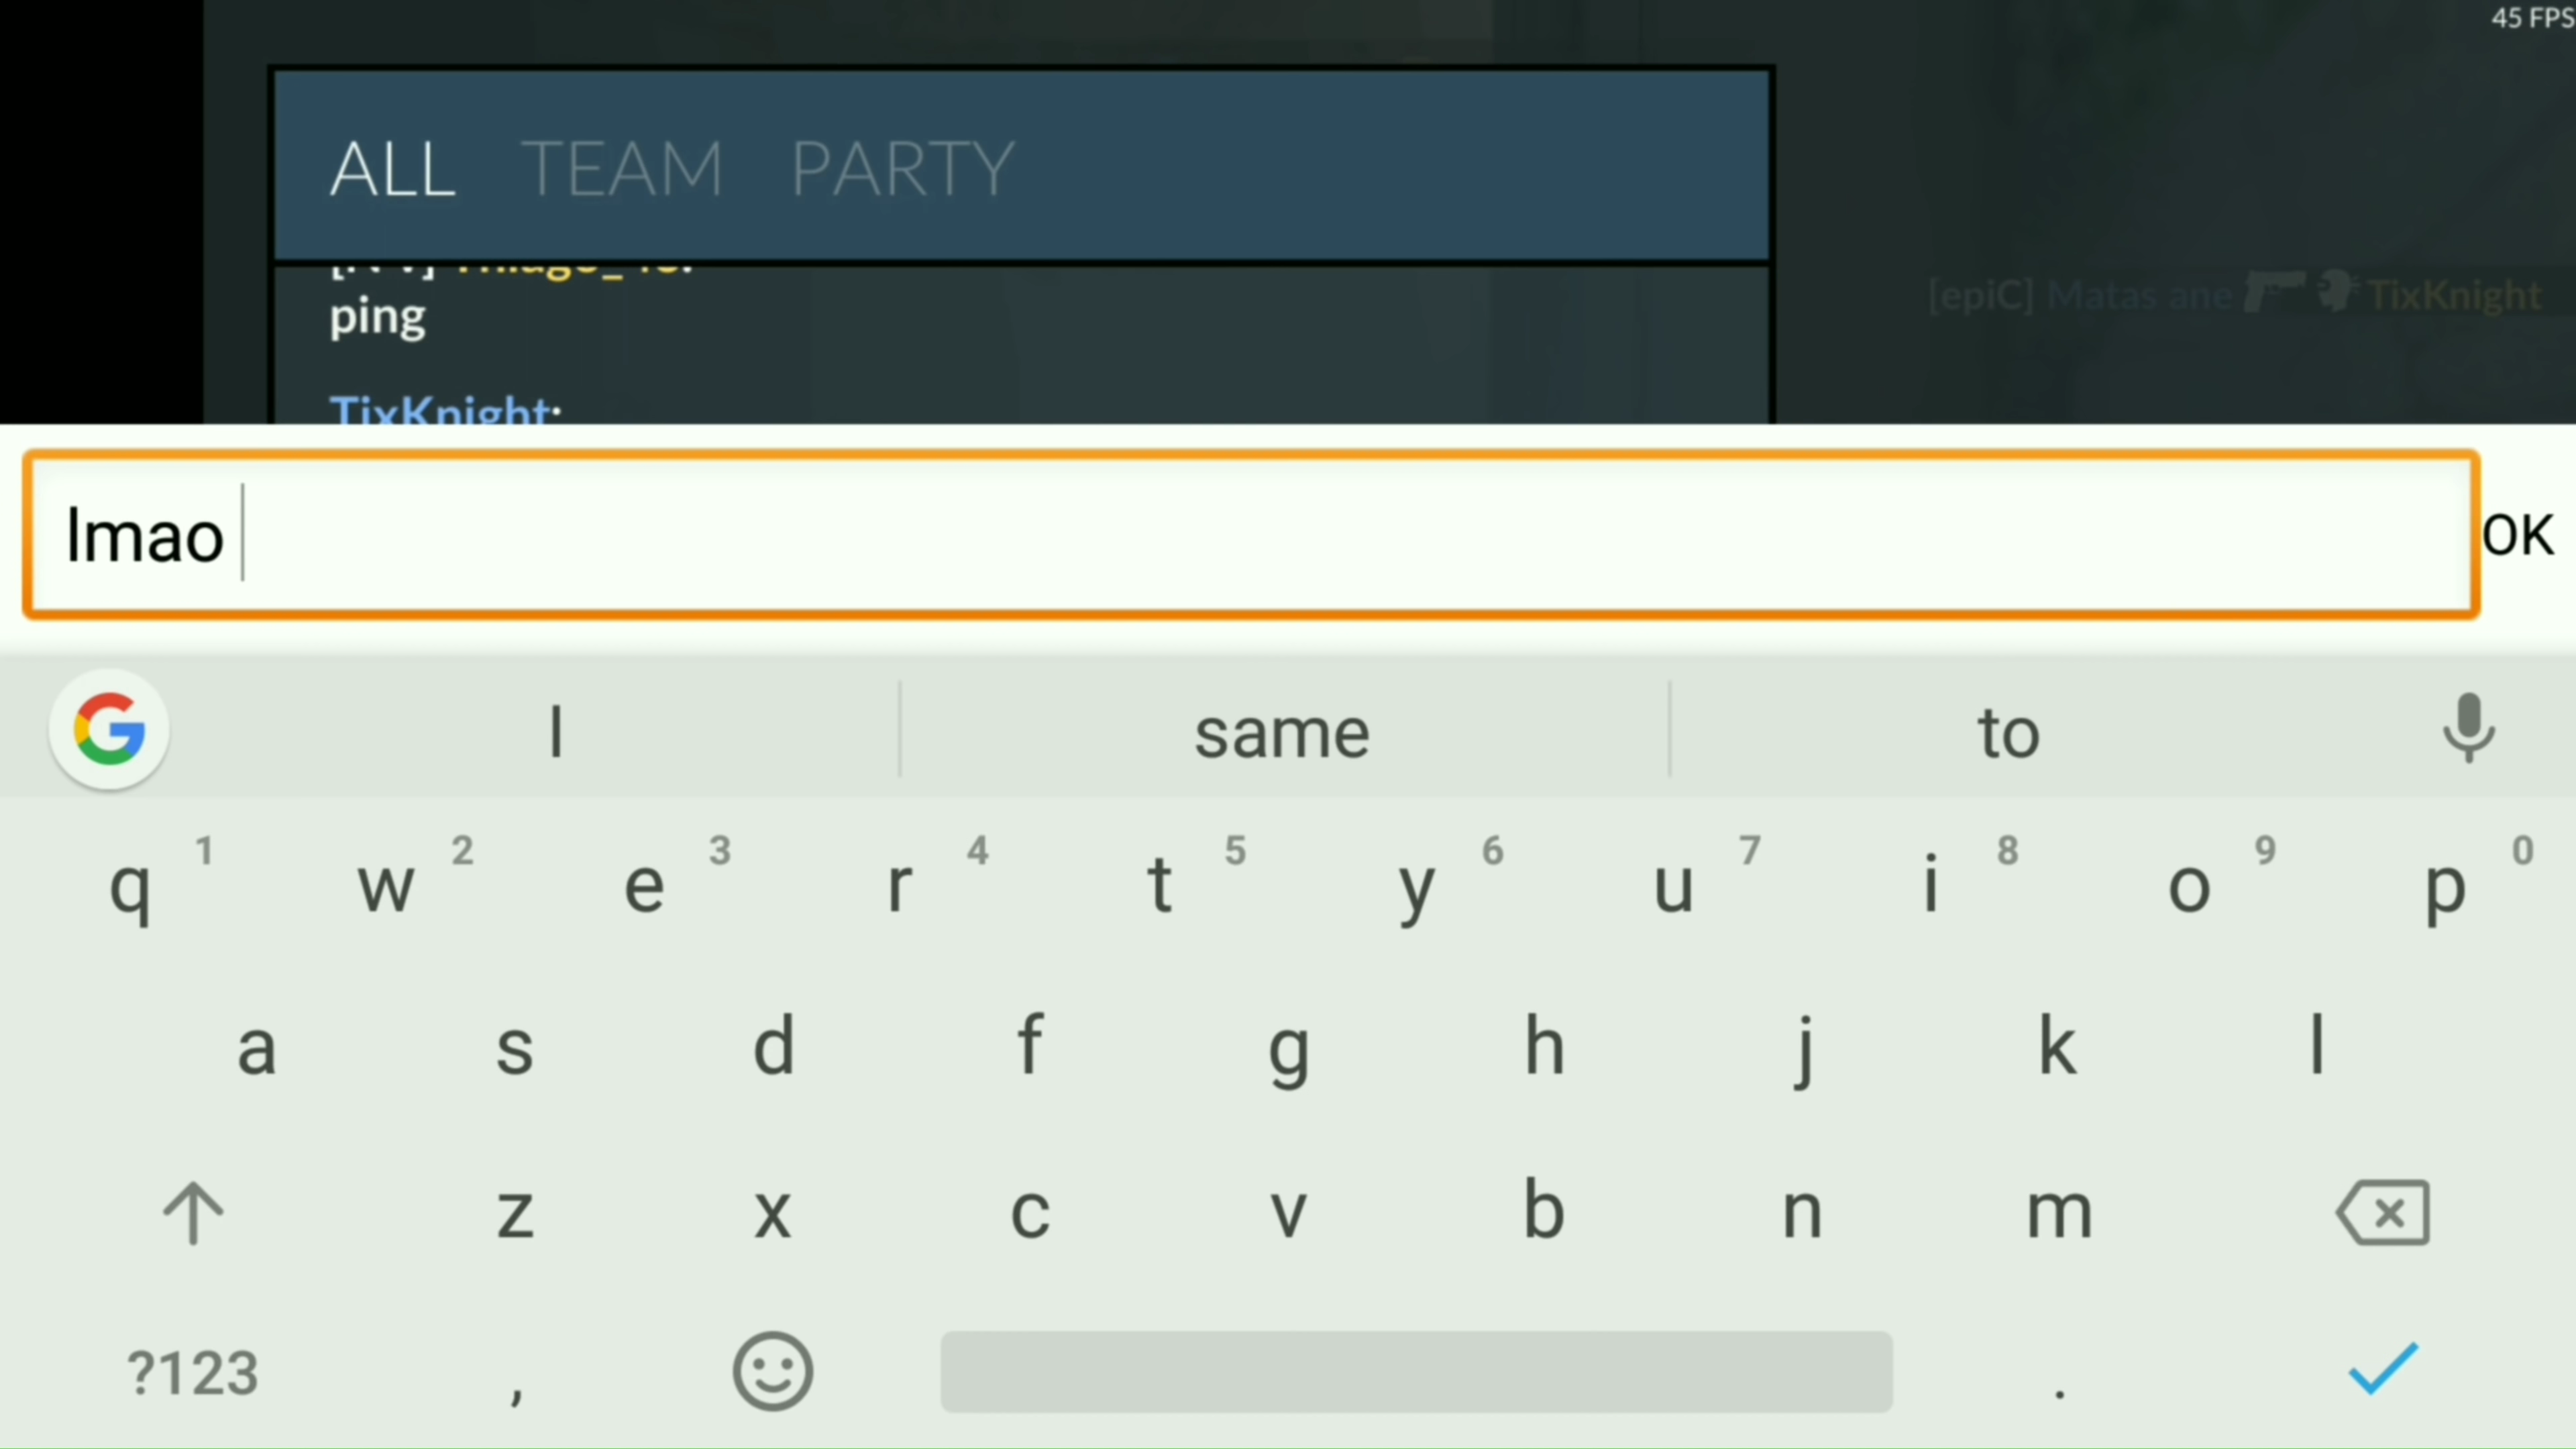 45 FPS
ALL TEAM PARTY
ping
[epiC] Matas ane TixKnight
TixKnight:
lmao OK
I same to
q 1 w 2 e 3 r 4 t 5 y 6 u 7 i 8 o 9 p 0
a s d f g h j k l
z x c v b n m
?123 , .